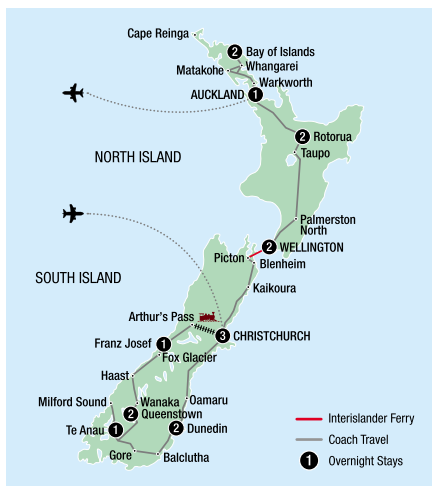 Cape Reinga
2 Bay of Islands
Whangarei
Matakohe
Warkworth
AUCKLAND 1
2 Rotorua
Taupo
NORTH ISLAND
Palmerston
North
2 WELLINGTON
Picton
Blenheim
SOUTH ISLAND
Kaikoura
Arthur's Pass
3 CHRISTCHURCH
Franz Josef 1
Fox Glacier
Haast
Milford Sound
Wanaka
Oamaru
2 Queenstown
Te Anau 1
2 Dunedin
Gore
Balclutha
Interislander Ferry
Coach Travel
1 Overnight Stays